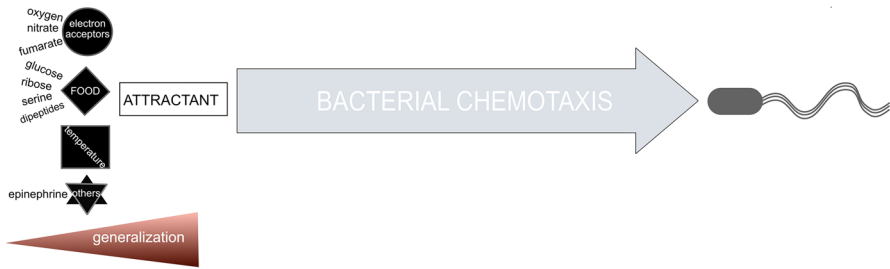 oxygen
nitrate
fumarate
electron
acceptors
glucose
ribose
serine
dipeptides
FOOD
ATTRACTANT
BACTERIAL CHEMOTAXIS
temperature
epinephrine
others
generalization